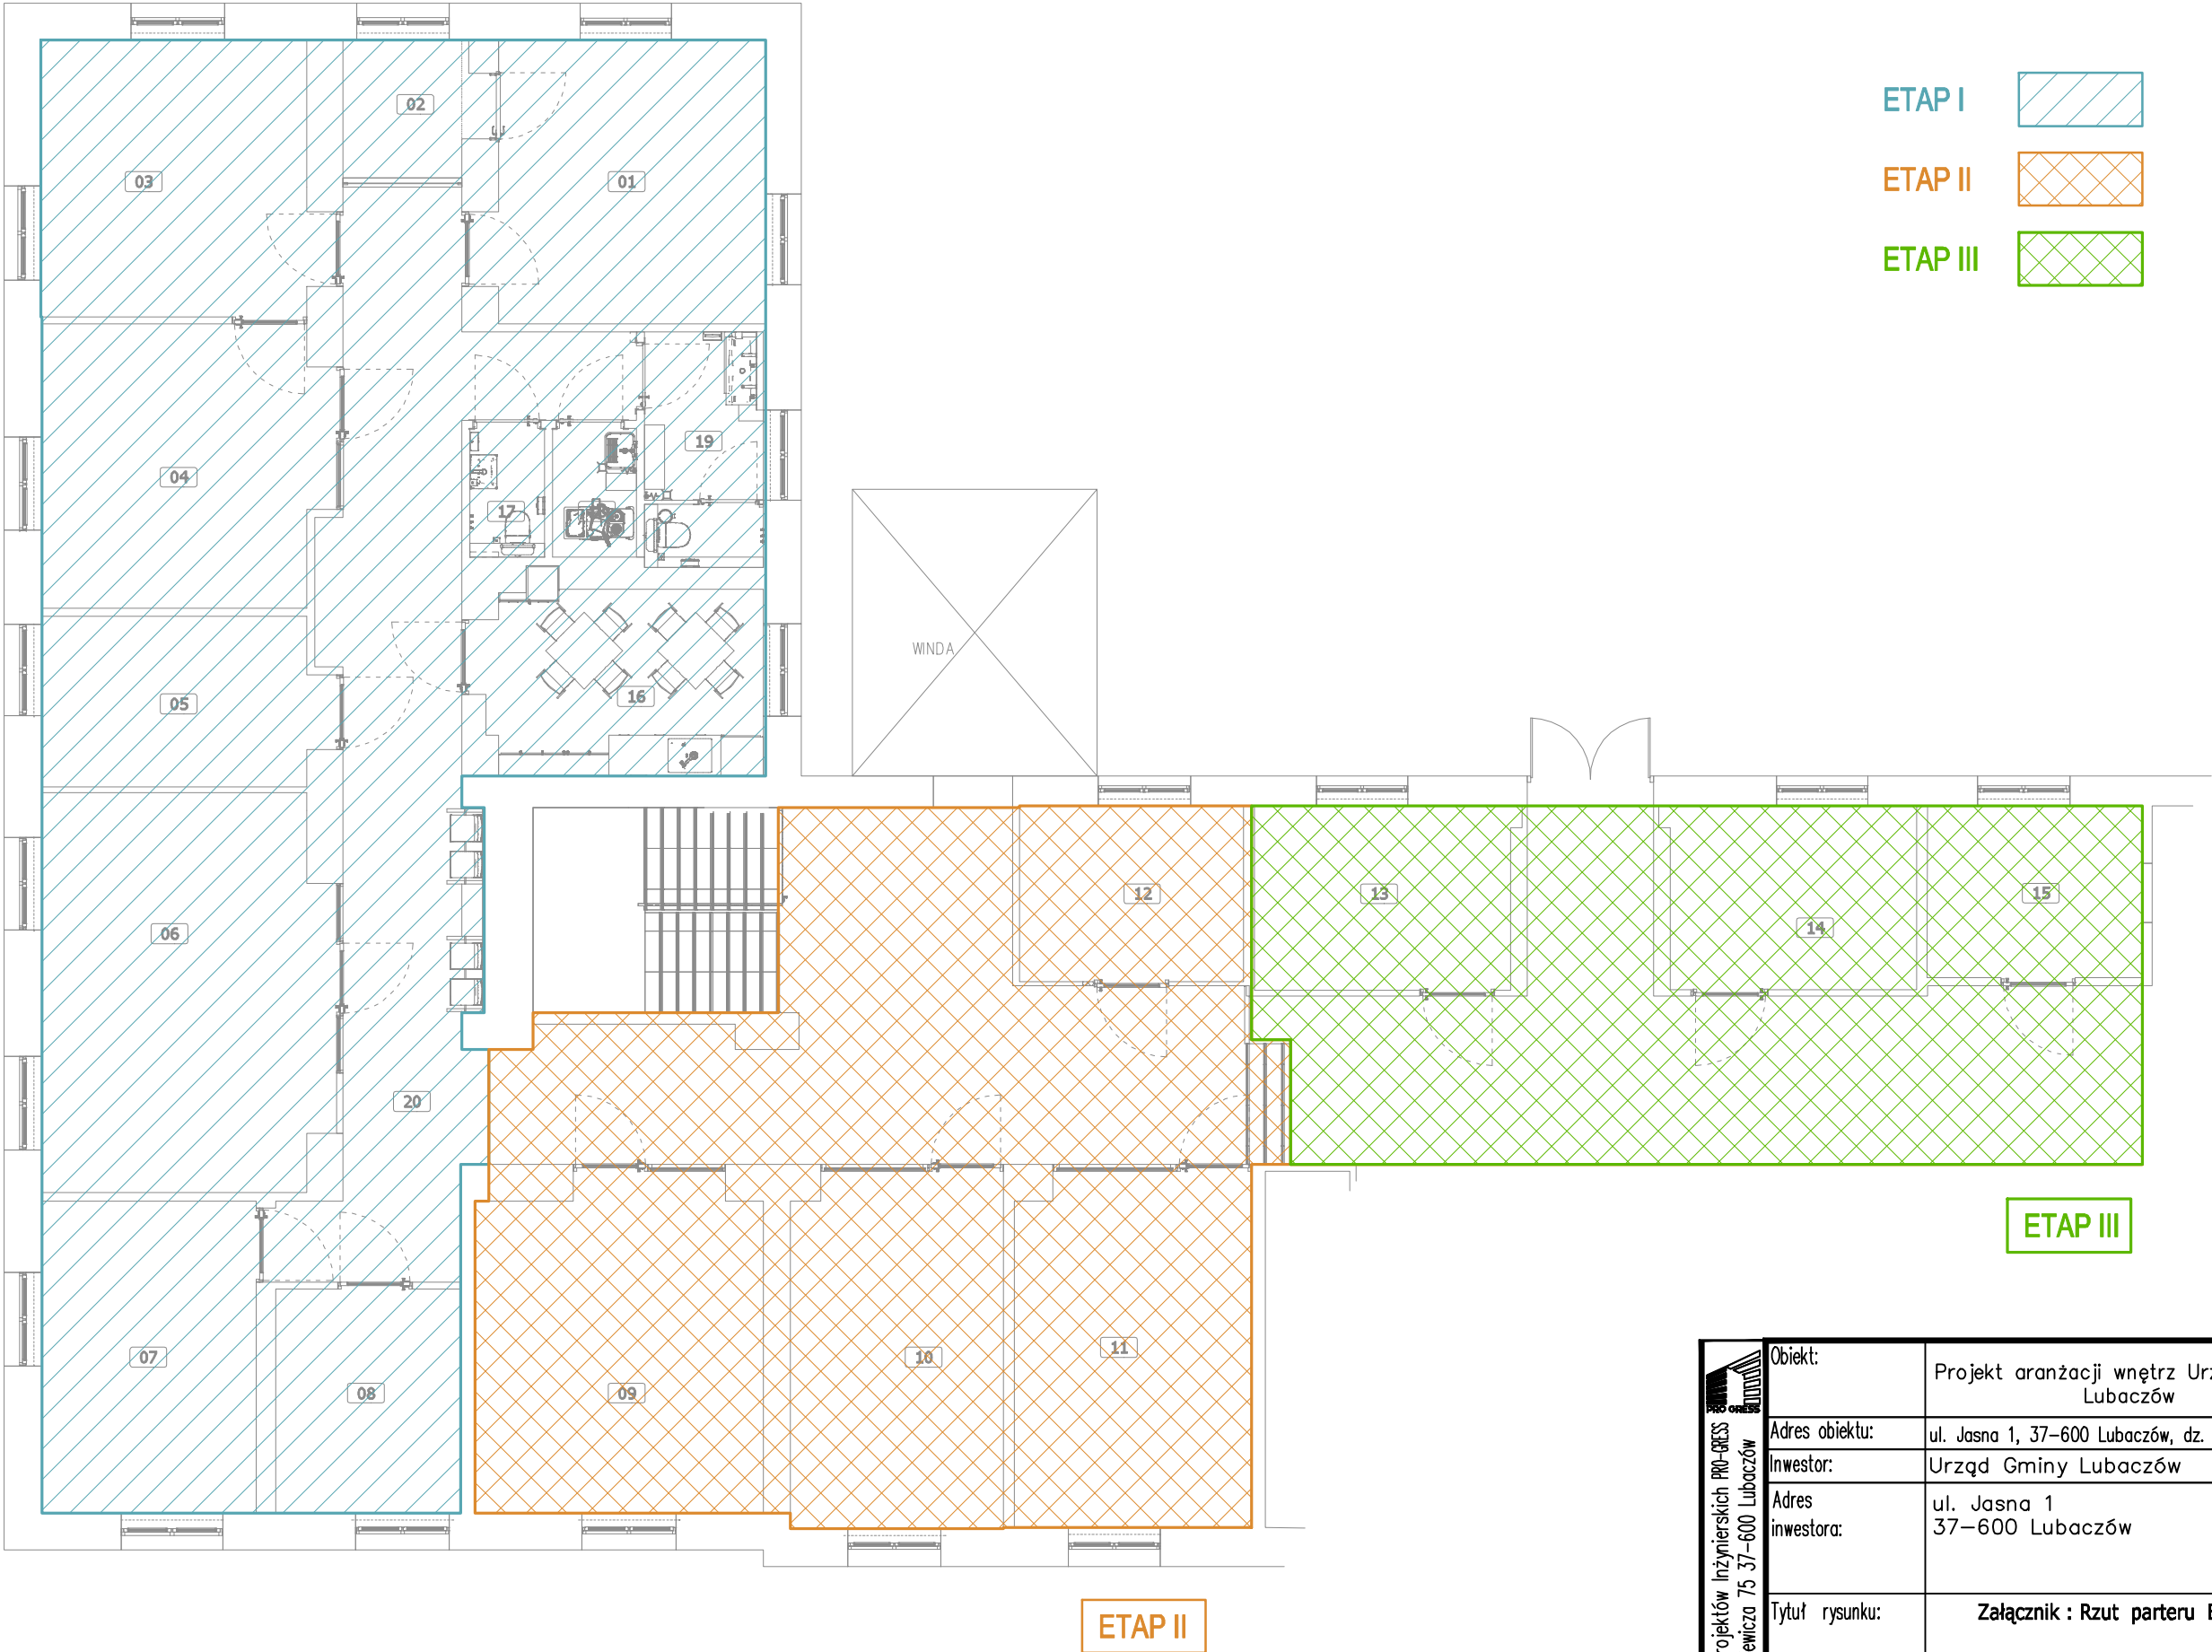 ETAP I
ETAP II
ETAP III
02
03
01
19
04
17
WINDA
16
05
12
13
15
14
06
20
ETAP III
07
08
09
10
11
ETAP II
PRO GRESS
Obiekt:
Projekt aranżacji wnętrz
Lubaczów
Adres obiektu:
ul. Jasna 1, 37-600 Lubaczów, dz.
Inwestor:
Urząd Gminy Lubaczów
Adres
inwestora:
ul. Jasna 1
37-600 Lubaczów
Tytuł rysunku:
Załącznik : Rzut parteru
Inżynierskich PRO-GRESS
75 37-600 Lubaczów